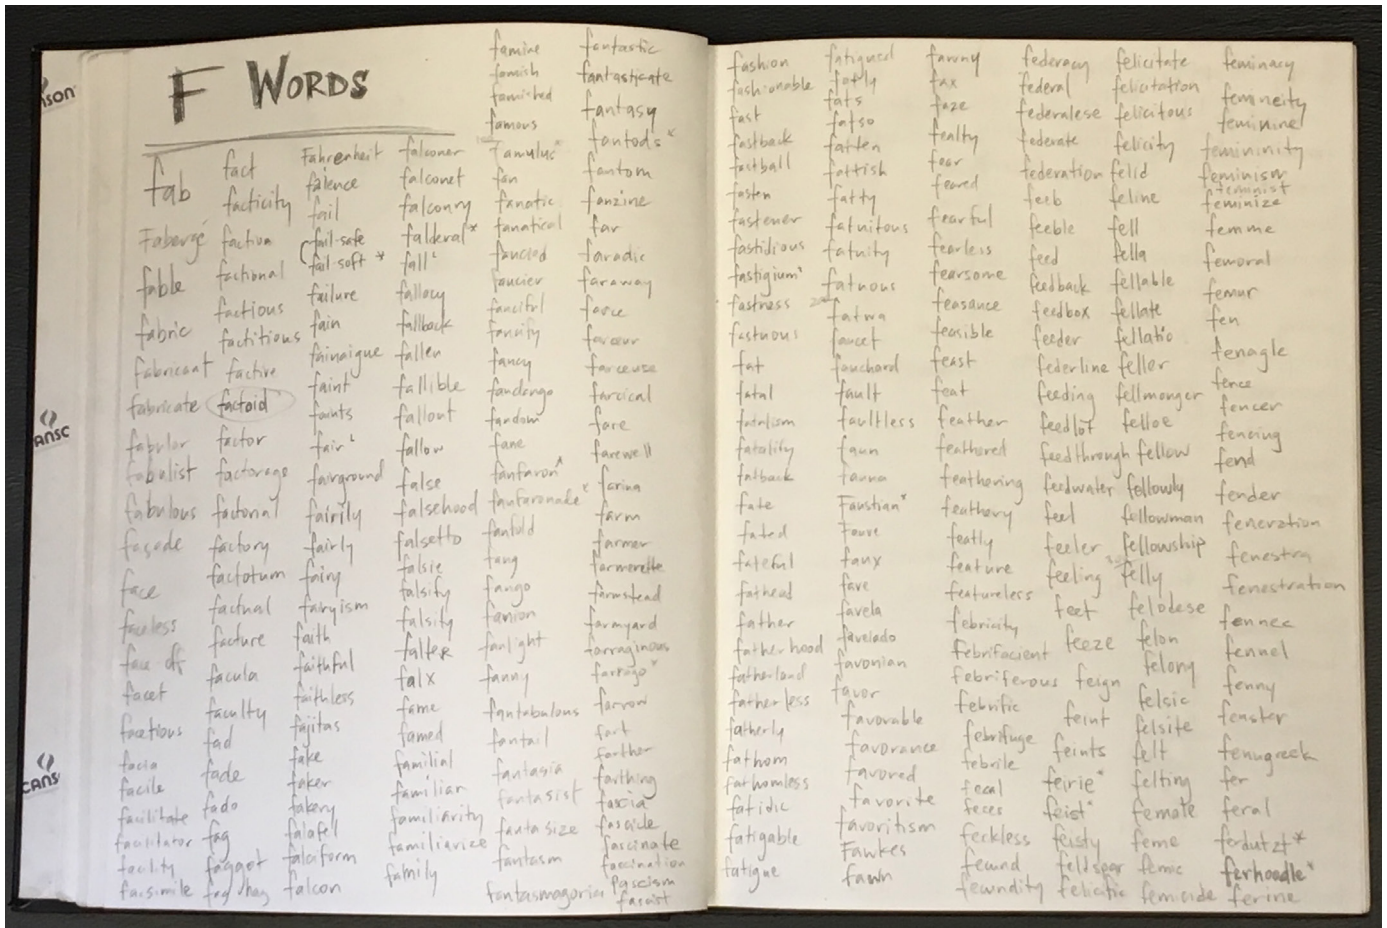 F WORDS
fab
Fabergé
fable
fabric
fabricant
fabricate
fabular
fabulist
fabulous
façade
face
faceless
face off
facet
facetious
facia
facile
facilitate
facilitator
facility
facsimile
fact
facticity
faction
factional
factious
factitious
factive
factoid
factor
factorage
factorial
factory
factotum
factual
facture
facula
faculty
fad
fade
fado
fag
faggot
fag hag
Fahrenheit
faience
fail
fail-safe
fail-soft *
failure
fain
fainaigue
faint
faints
fair
fairground
fairily
fairly
fairy
fairyism
faith
faithful
faithless
fajitas
fake
faker
fakery
falafel
falciform
falcon
falconer
falconet
falconry
falderal *
fall
fallacy
fallback
fallen
fallible
fallout
fallow
false
falsehood
falsetto
falsie
falsify
falsity
falter
falx
fame
famed
familial
familiar
familiarity
familiarize
family
famine
famish
famished
famous
famulus *
fan
fanatic
fanatical
fancied
fancier
fanciful
fancify
fancy
fandango
fandom
fane
fanfaron *
fanfaronade *
fanfold
fang
fango
fanion
fanlight
fanny
fantabulous
fantail
fantasia
fantasist
fantasize
fantasm
fantasmagoria
fantastic
fantasticate
fantasy
fantods *
fantom
fanzine
far
faradic
faraway
farce
farceur
farceuse
farcical
fare
farewell
farina
farm
farmer
farmerette
farmstead
farmyard
farraginous
farrago *
farrow
fart
farther
farthing
fascia
fascicle
fascinate
fascination
fascism
fascist
fashion
fashionable
fast
fastback
fastball
fasten
fastener
fastidious
fastigium
fastness
fastuous
fat
fatal
fatalism
fatality
fatback
fate
fated
fateful
fathead
father
fatherhood
fatherland
fatherless
fatherly
fathom
fathomless
fatidic
fatigable
fatigue
fatigued
fatly
fats
fatso
fatten
fattish
fatty
fatuitous
fatuity
fatuous
fatwa
faucet
fauchard
fault
faultless
faun
fauna
Faustian *
Fauve
faux
fave
favela
favelado
favonian
favor
favorable
favorance
favored
favorite
favoritism
Fawkes
fawn
fawny
fax
faze
fealty
fear
feared
fearful
fearless
fearsome
feasance
feasible
feast
feat
feather
feathered
feathering
feathery
featly
feature
featureless
febricity
febrifacient
febriferous
febrific
febrifuge
febrile
fecal
feces
feckless
fecund
fecundity
federacy
federal
federalese
federate
federation
feeb
feeble
feed
feedback
feedbox
feeder
federline
feeding
feedlot
feedthrough
feedwater
feel
feeler
feeling
feet
feeze
feign
feint
feints
feirie *
feist *
feisty
feldspar
felicific
felicitate
felicitation
felicitous
felicity
felid
feline
fell
fella
fellable
fellate
fellatio
feller
fellmonger
felloe
fellow
fellowly
fellowman
fellowship
felly
felo de se
felon
felony
felsic
felsite
felt
felting
female
feme
femic
femicide
feminacy
femineity
feminine
femininity
feminism
feminist
feminize
femme
femoral
femur
fen
fenagle
fence
fencer
fencing
fend
fender
feneration
fenestra
fenestration
fennec
fennel
fenny
fenster
fenugreek
fer
feral
ferdutzt *
ferhoodle *
ferine